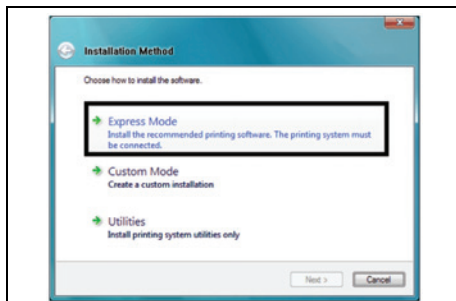 Installation Method
Choose how to install the software.
Express Mode
Install the recommended printing software. The printing system must
be connected.
Custom Mode
Create a custom installation
Utilities
Install printing system utilities only
Next >
Cancel